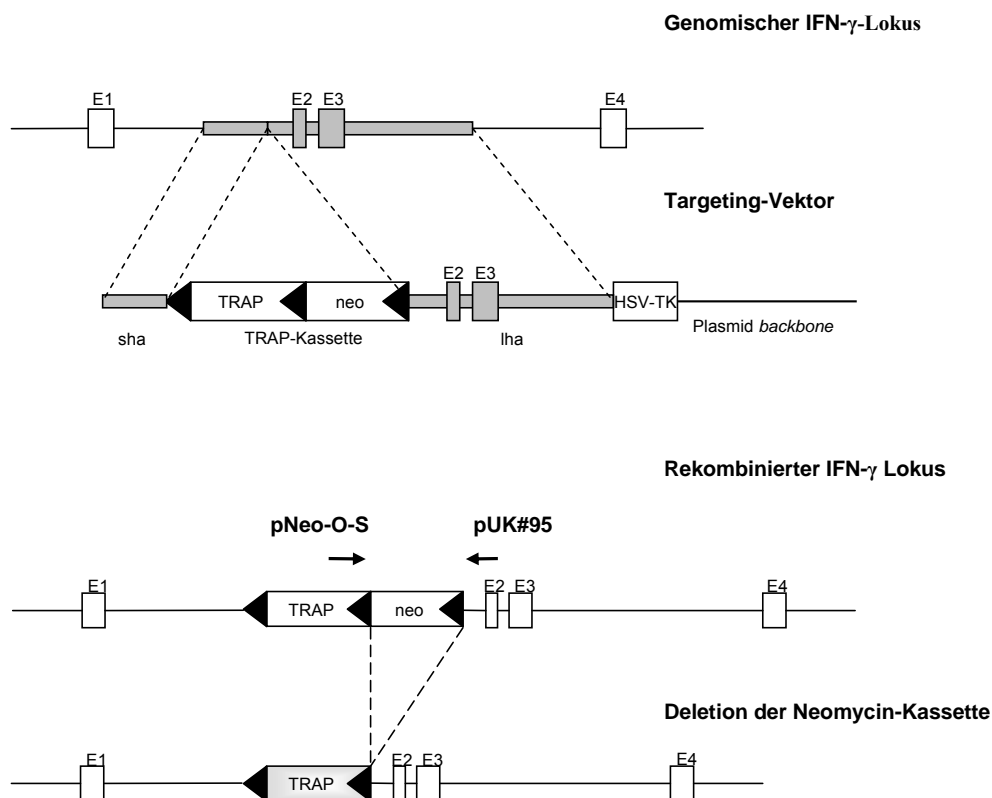 Genomischer IFN-γ-Lokus
E1 E2 E3 E4
Targeting-Vektor
E2 E3
TRAP neo HSV-TK
sha TRAP-Kassette lha Plasmid backbone
Rekombinierter IFN-γ Lokus
pNeo-O-S pUK#95
E1 E2 E3 E4
TRAP neo
Deletion der Neomycin-Kassette
E1 E2 E3 E4
TRAP